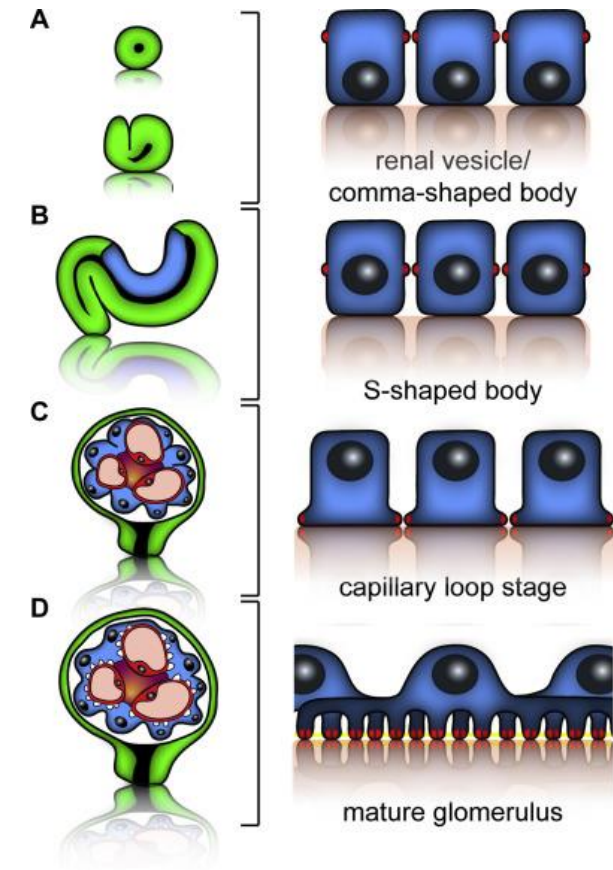 A
renal vesicle/
comma-shaped body
B
S-shaped body
C
capillary loop stage
D
mature glomerulus